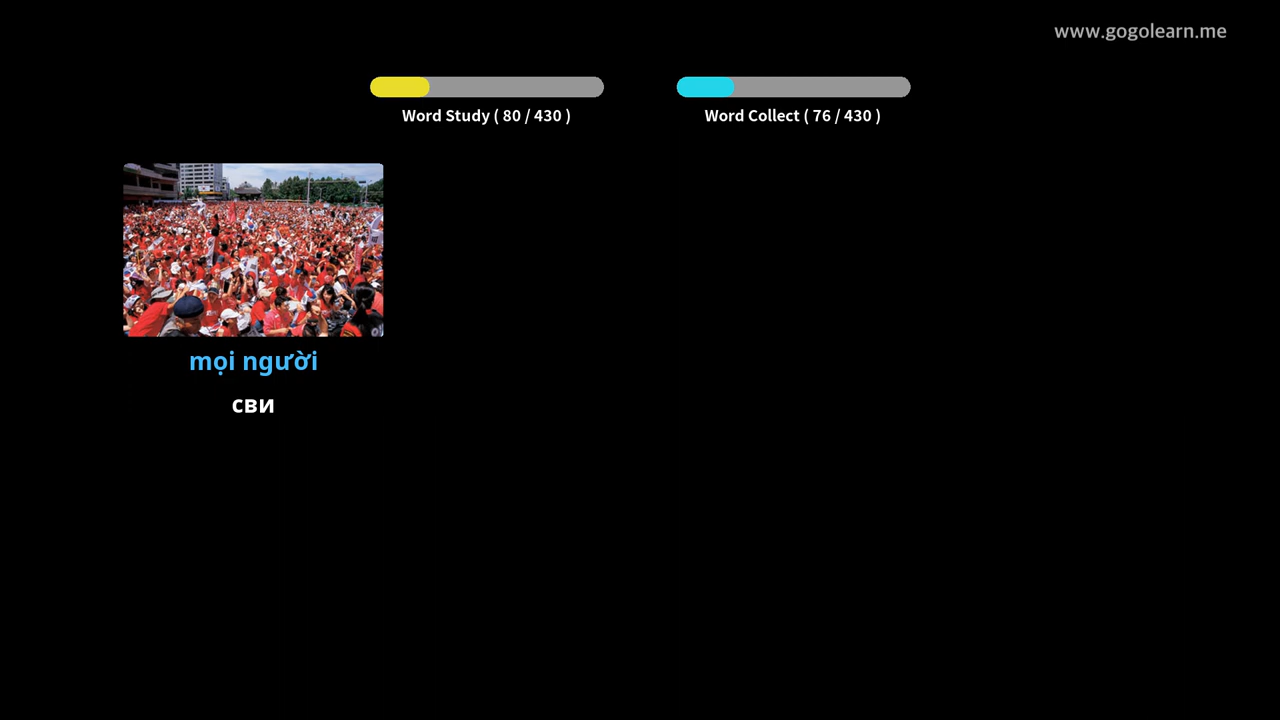 www.gogolearn.me
Word Study ( 80 / 430 )
Word Collect ( 76 / 430 )
mọi người
сви